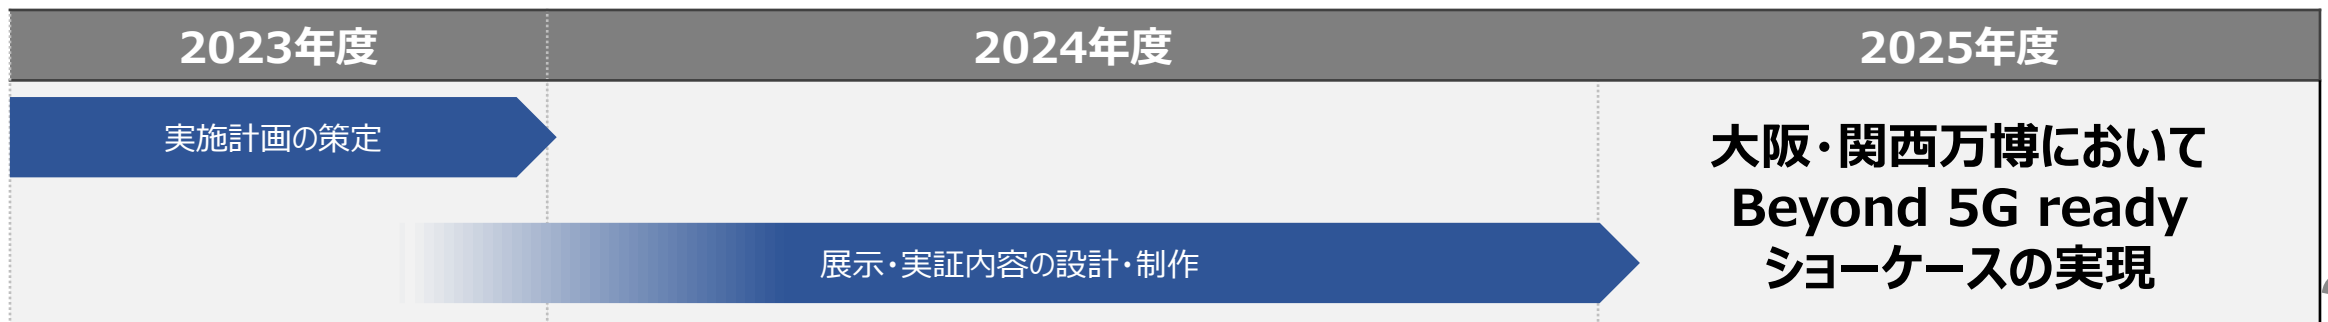 2023年度
2024年度
2025年度
実施計画の策定
展示・実証内容の設計・制作
大阪・関西万博において
Beyond 5G ready
ショーケースの実現